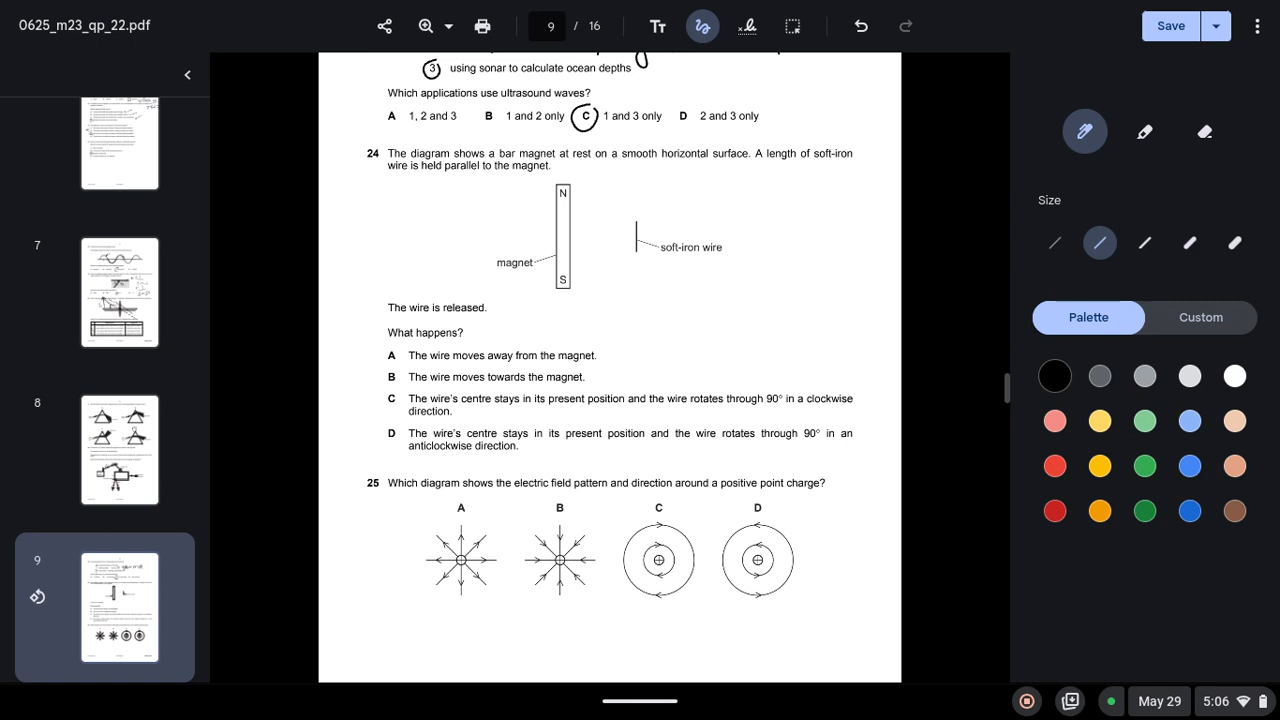 0625_m23_qp_22.pdf
9 / 16
Save
3 using sonar to calculate ocean depths
Which applications use ultrasound waves?
A 1, 2 and 3 B 1 and 2 only C 1 and 3 only D 2 and 3 only
24 The diagram shows a bar magnet at rest on a smooth horizontal surface. A length of soft-iron
wire is held parallel to the magnet.
N
soft-iron wire
magnet
S
The wire is released.
What happens?
A The wire moves away from the magnet.
B The wire moves towards the magnet.
C The wire's centre stays in its present position and the wire rotates through 90° in a clockwise
direction.
D The wire's centre stays in its present position and the wire rotates through 90° in an
anticlockwise direction.
25 Which diagram shows the electric field pattern and direction around a positive point charge?
A B C D
7
8
9
Size
Palette Custom
May 29 5:06